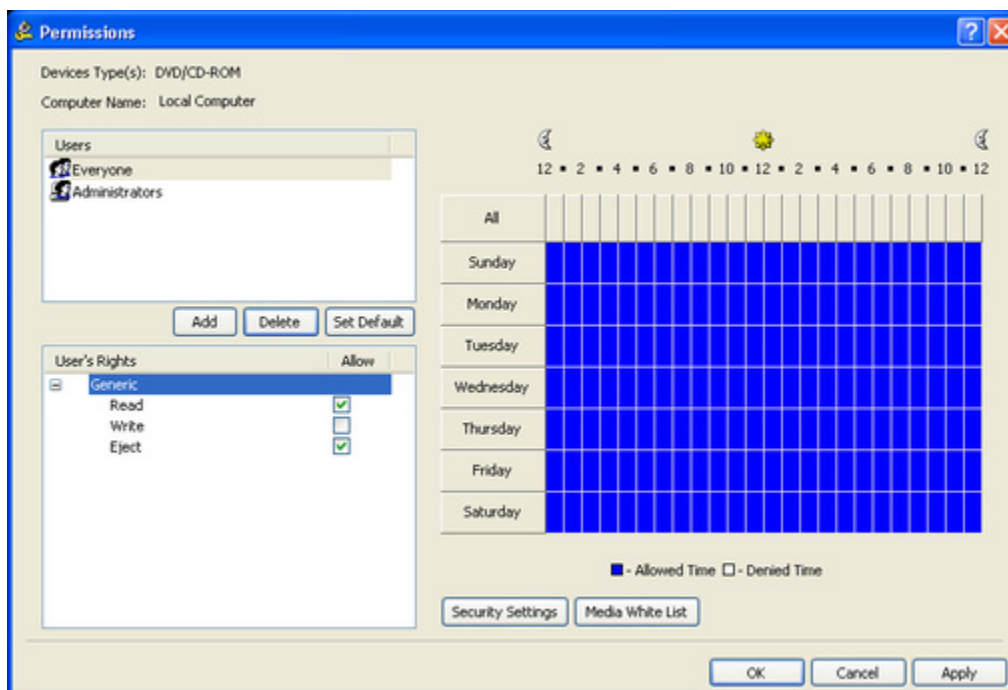 Permissions
Devices Type(s): DVD/CD-ROM
Computer Name: Local Computer
Users
Everyone
Administrators
Add Delete Set Default
User's Rights Allow
Generic
Read
Write
Eject
12 ▪ 2 ▪ 4 ▪ 6 ▪ 8 ▪ 10 ▪ 12 ▪ 2 ▪ 4 ▪ 6 ▪ 8 ▪ 10 ▪ 12
All
Sunday
Monday
Tuesday
Wednesday
Thursday
Friday
Saturday
- Allowed Time - Denied Time
Security Settings Media White List
OK Cancel Apply